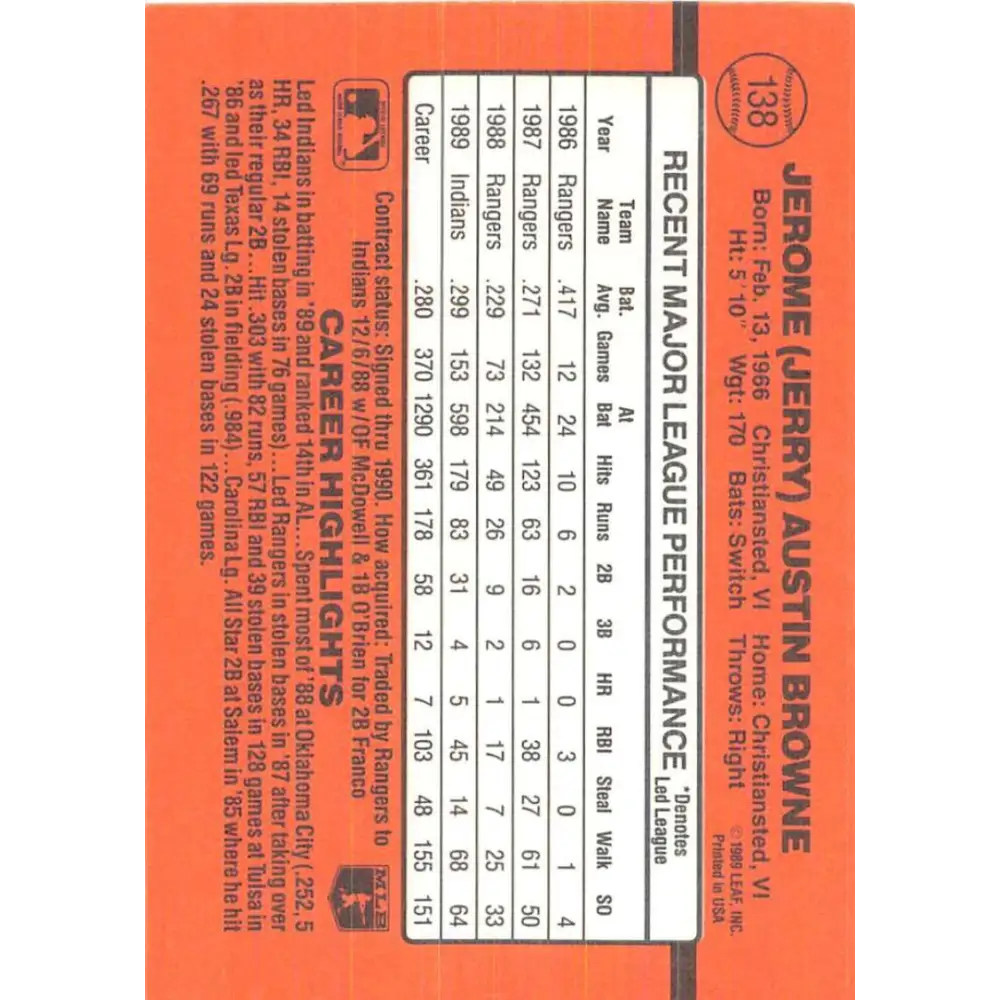 138
JEROME (JERRY) AUSTIN BROWNE
Born: Feb. 13, 1966 Christiansted, VI Home: Christiansted, VI
Ht: 5'10" Wgt: 170 Bats: Switch Throws: Right
© 1989 LEAF, INC.
Printed in USA
RECENT MAJOR LEAGUE PERFORMANCE *Denotes Led League
Year Team Name Bat. Avg. Games At Bat Hits Runs 2B 3B HR RBI Steal Walk SO
1986 Rangers .417 12 24 10 6 2 0 0 3 0 1 4
1987 Rangers .271 132 454 123 63 16 6 1 38 27 61 50
1988 Rangers .229 73 214 49 26 9 2 1 17 7 25 33
1989 Indians .299 153 598 179 83 31 4 5 45 14 68 64
Career .280 370 1290 361 178 58 12 7 103 48 155 151
Contract status: Signed thru 1990. How acquired: Traded by Rangers to
Indians 12/6/88 w/OF McDowell & 1B O'Brien for 2B Franco
MLB
CAREER HIGHLIGHTS
Led Indians in batting in '89 and ranked 14th in AL... Spent most of '88 at Oklahoma City (.252, 5
HR, 34 RBI, 14 stolen bases in 76 games)... Led Rangers in stolen bases in '87 after taking over
as their regular 2B... Hit .303 with 82 runs, 57 RBI and 39 stolen bases in 128 games at Tulsa in
'86 and led Texas Lg. 2B in fielding (.984)... Carolina Lg. All Star 2B at Salem in '85 where he hit
.267 with 69 runs and 24 stolen bases in 122 games.